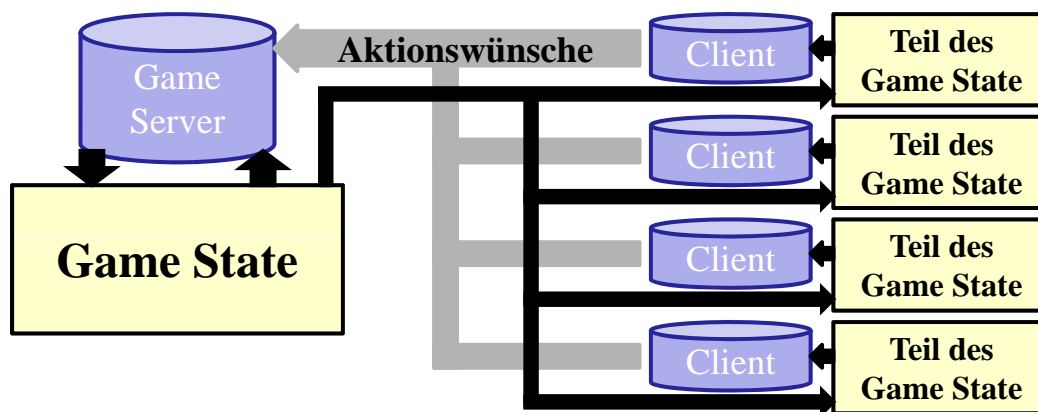 Game
Server
Aktionswünsche
Client
Teil des
Game State
Client
Teil des
Game State
Game State
Client
Teil des
Game State
Client
Teil des
Game State